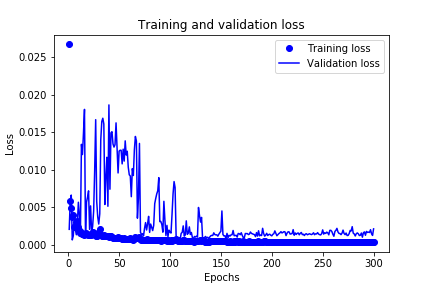 Training and validation loss
Training loss
Validation loss
Loss
0.025
0.020
0.015
0.010
0.005
0.000
0
50
100
150
200
250
300
Epochs